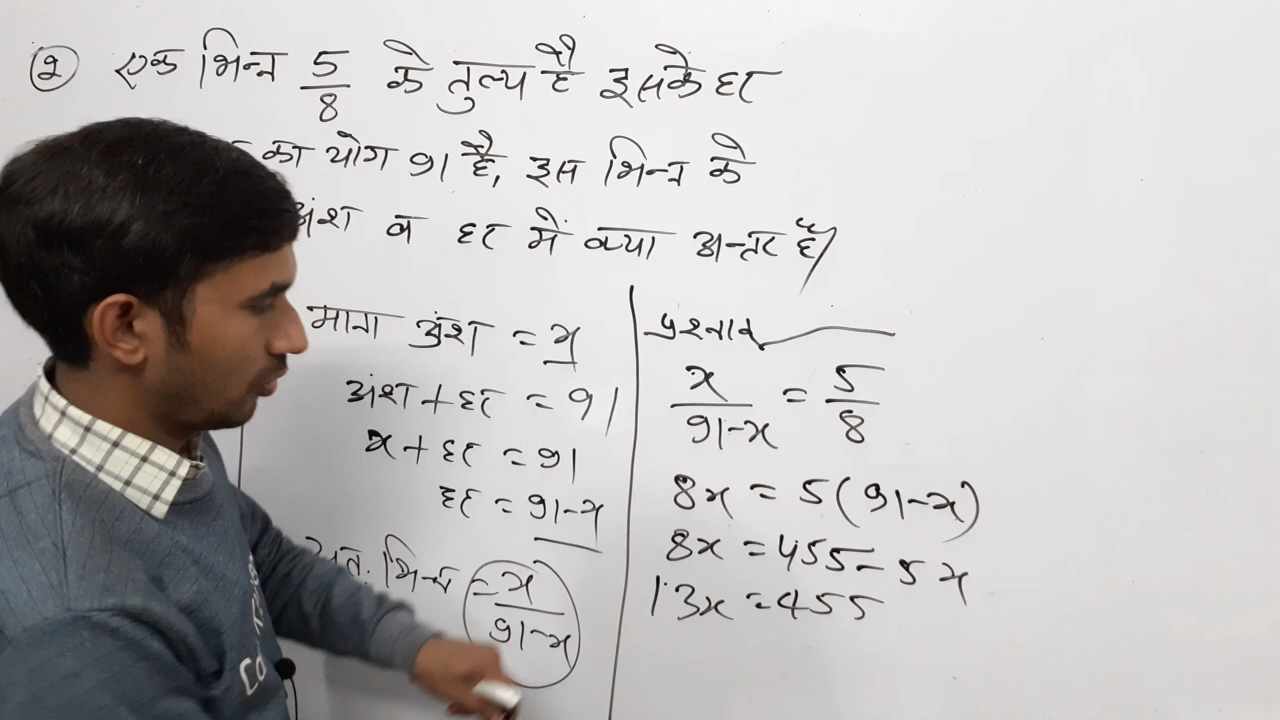 ② एक भिन्न 5/8 के तुल्य है इसके हर
का योग 91 है, इस भिन्न के
अंश व हर में क्या अन्तर है/
माना अंश = x
अंश + हर = 91
x + हर = 91
हर = 91-x
अतः भिन्न = x/91-x
प्रश्नानु
x/91-x = 5/8
8x = 5(91-x)
8x = 455-5x
13x = 455